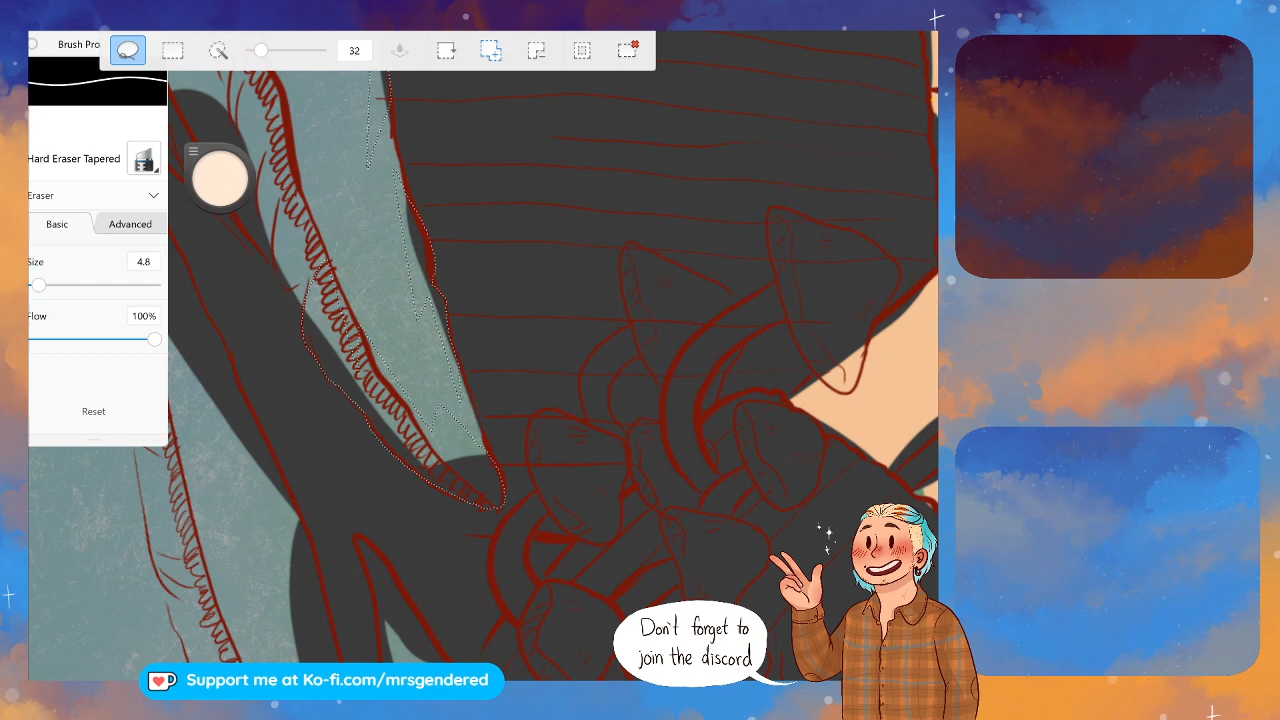 Brush Pro
32
Hard Eraser Tapered
Eraser
Basic
Advanced
Size
4.8
Flow
100%
Reset
Don't forget to
join the discord
Support me at Ko-fi.com/mrsgendered